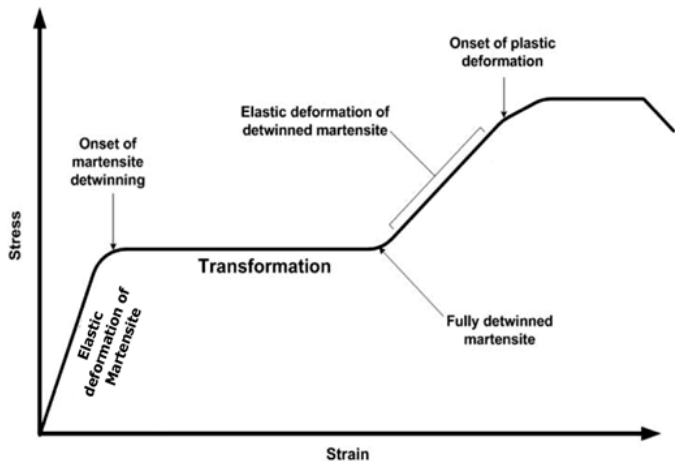 Onset of plastic
deformation
Elastic deformation of
detwinned martensite
Onset of
martensite
detwinning
Stress
Transformation
Elastic
deformation of
Martensite
Fully detwinned
martensite
Strain